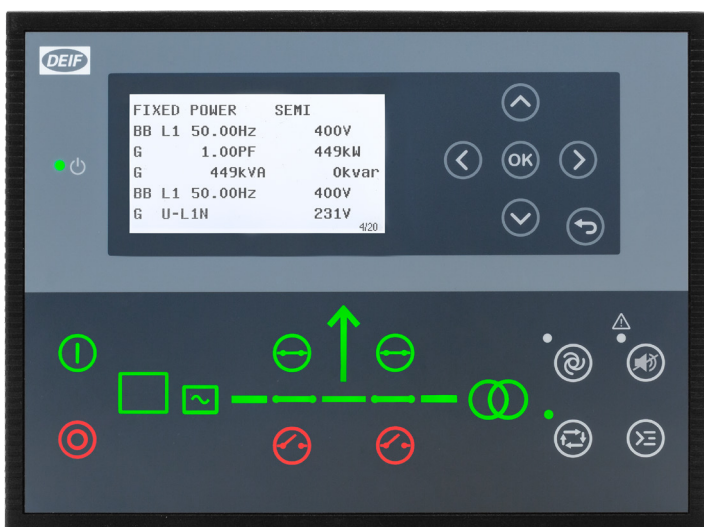 DEIF
FIXED POWER SEMI
BB L1 50.00Hz 400V
G 1.00PF 449kW
G 449kVA 0kvar
BB L1 50.00Hz 400V
G U-L1N 231V
4/20
OK